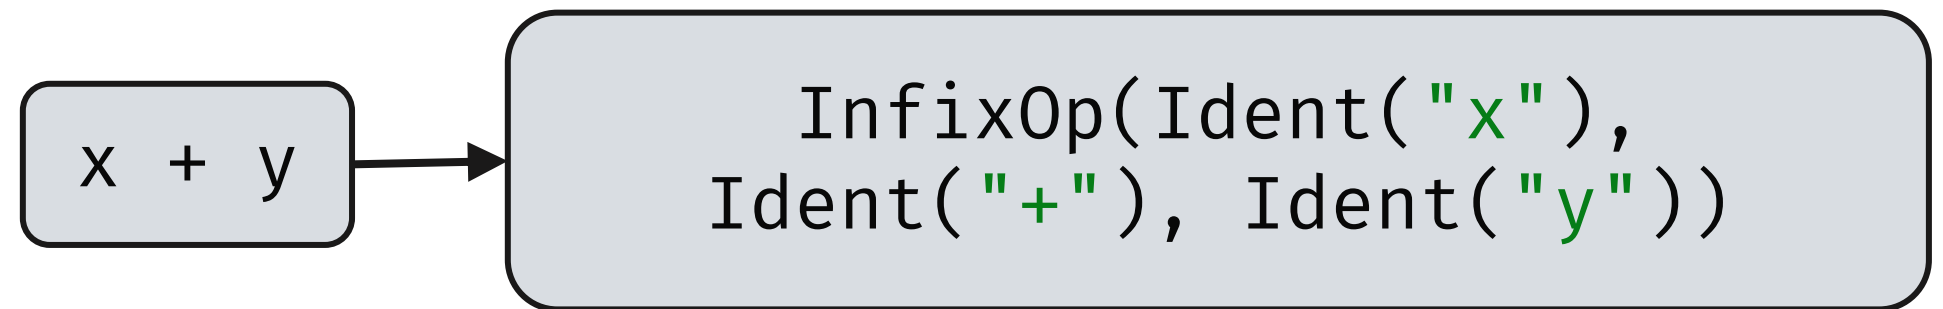 x + y
InfixOp(Ident("x"),
Ident("+"), Ident("y"))